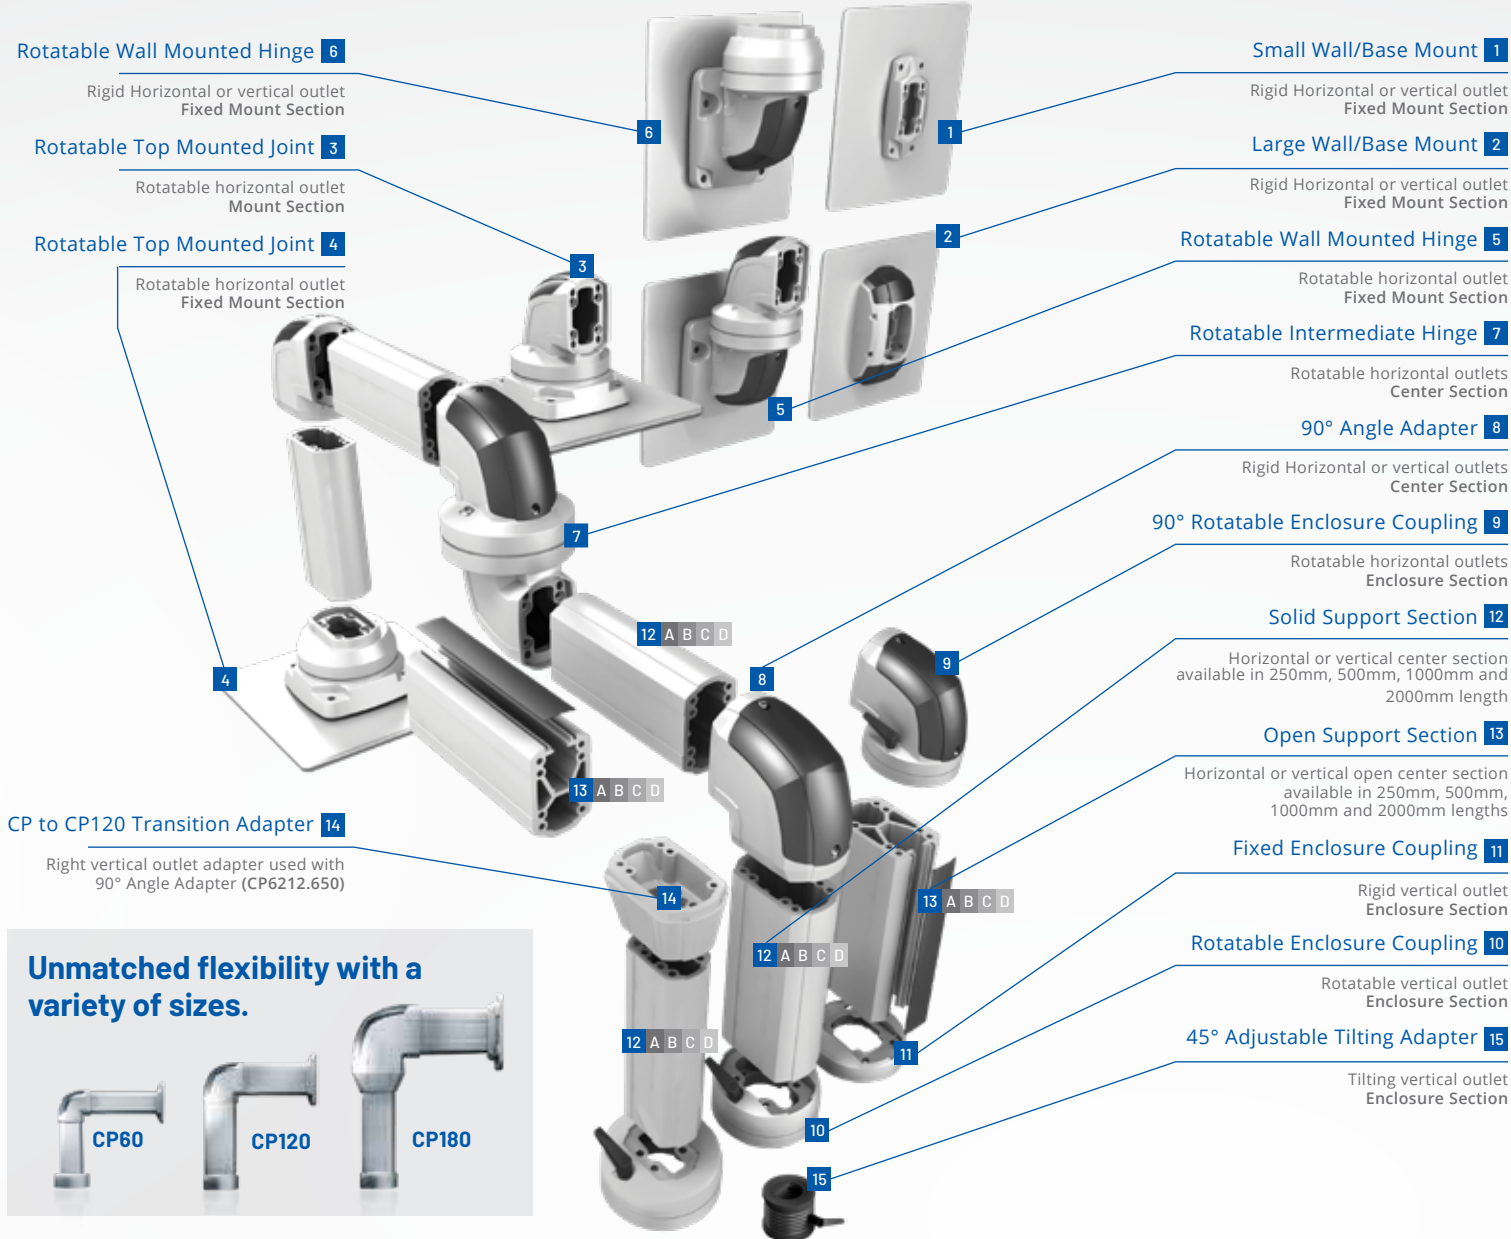 Rotatable Wall Mounted Hinge 6
Rigid Horizontal or vertical outlet
Fixed Mount Section
Rotatable Top Mounted Joint 3
Rotatable horizontal outlet
Mount Section
Rotatable Top Mounted Joint 4
Rotatable horizontal outlet
Fixed Mount Section
Small Wall/Base Mount 1
Rigid Horizontal or vertical outlet
Fixed Mount Section
Large Wall/Base Mount 2
Rigid Horizontal or vertical outlet
Fixed Mount Section
Rotatable Wall Mounted Hinge 5
Rotatable horizontal outlet
Fixed Mount Section
Rotatable Intermediate Hinge 7
Rotatable horizontal outlets
Center Section
90° Angle Adapter 8
Rigid Horizontal or vertical outlets
Center Section
90° Rotatable Enclosure Coupling 9
Rotatable horizontal outlets
Enclosure Section
Solid Support Section 12
Horizontal or vertical center section
available in 250mm, 500mm, 1000mm and
2000mm length
Open Support Section 13
Horizontal or vertical open center section
available in 250mm, 500mm,
1000mm and 2000mm lengths
Fixed Enclosure Coupling 11
Rigid vertical outlet
Enclosure Section
Rotatable Enclosure Coupling 10
Rotatable vertical outlet
Enclosure Section
45° Adjustable Tilting Adapter 15
Tilting vertical outlet
Enclosure Section
6
1
2
3
5
7
12 A B C D
4
8
9
13 A B C D
14
13 A B C D
12 A B C D
12 A B C D
11
10
15
CP to CP120 Transition Adapter 14
Right vertical outlet adapter used with
90° Angle Adapter (CP6212.650)
Unmatched flexibility with a
variety of sizes.
CP60
CP120
CP180